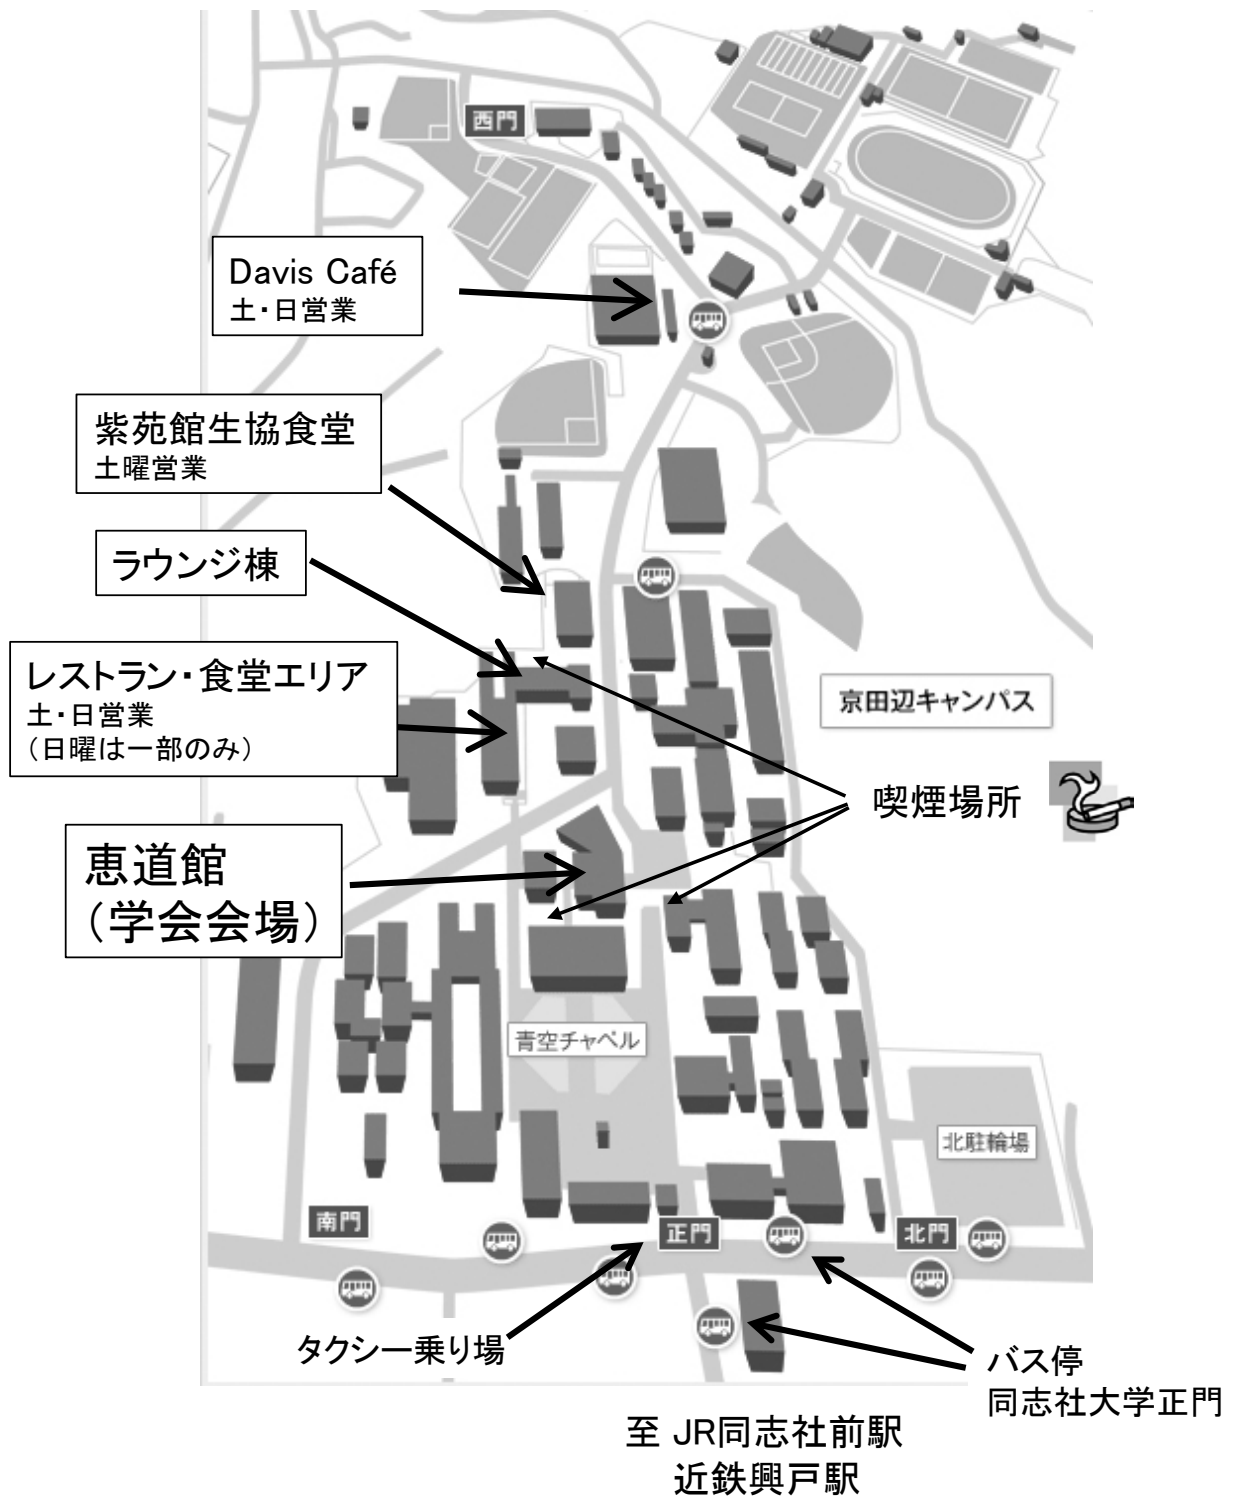 西門
Davis Café
土・日営業
紫苑館生協食堂
土曜営業
ラウンジ棟
レストラン・食堂エリア
土・日営業
（日曜は一部のみ）
京田辺キャンパス
喫煙場所
恵道館
（学会会場）
青空チャペル
北駐輪場
南門
正門
北門
タクシー乗り場
バス停
同志社大学正門
至 JR同志社前駅
近鉄興戸駅